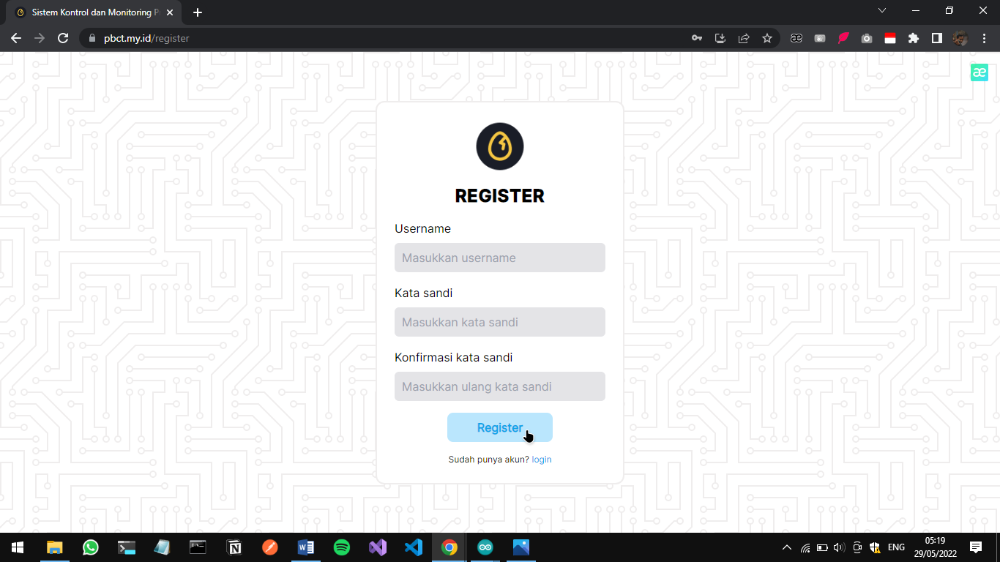 Sistem Kontrol dan Monitoring P
pbct.my.id/register
æ
æ
REGISTER
Username
Masukkan username
Kata sandi
Masukkan kata sandi
Konfirmasi kata sandi
Masukkan ulang kata sandi
Register
Sudah punya akun? login
ENG
05:19
29/05/2022